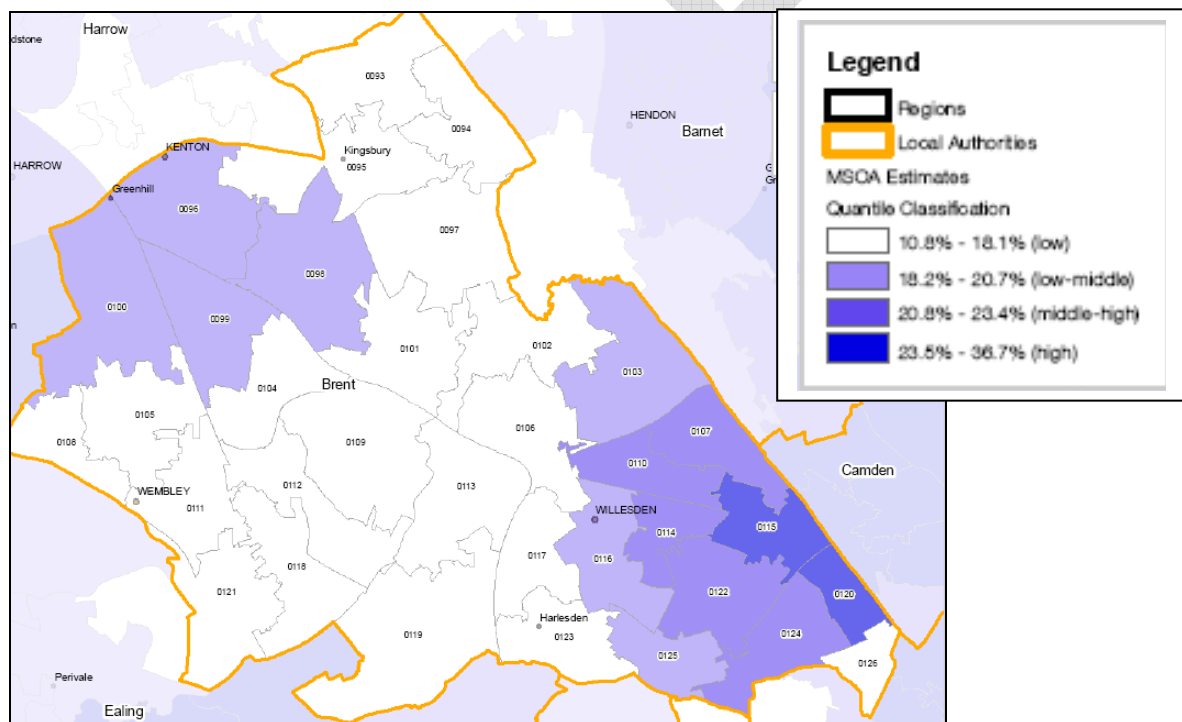 Harrow
dstone
0093
HENDON
Barnet
0094
KENTON
Kingsbury
0095
HARROW
G
G
Greenhill
0096
0097
0098
0100
0099
0101
0102
0103
0104
Brent
0105
0106
0107
0108
0109
0110
Camden
0112
0113
WEMBLEY
0111
0115
WILLESDEN
0114
0116
0117
0118
0121
0122
0120
Harlesden
0123
0119
0124
0125
0126
Perivale
Ealing
Legend
Regions
Local Authorities
MSOA Estimates
Quantile Classification
10.8% - 18.1% (low)
18.2% - 20.7% (low-middle)
20.8% - 23.4% (middle-high)
23.5% - 36.7% (high)